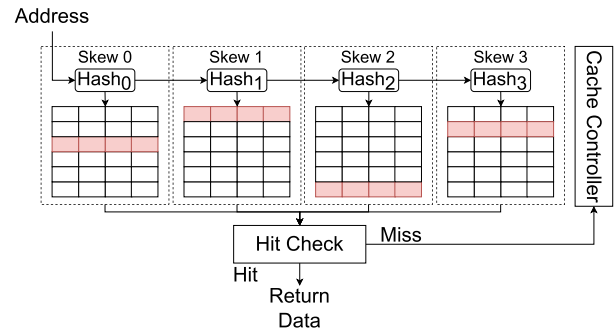 Address
Skew 0
Skew 1
Skew 2
Skew 3
Hash0
Hash1
Hash2
Hash3
Cache Controller
Hit Check
Miss
Hit
Return
Data